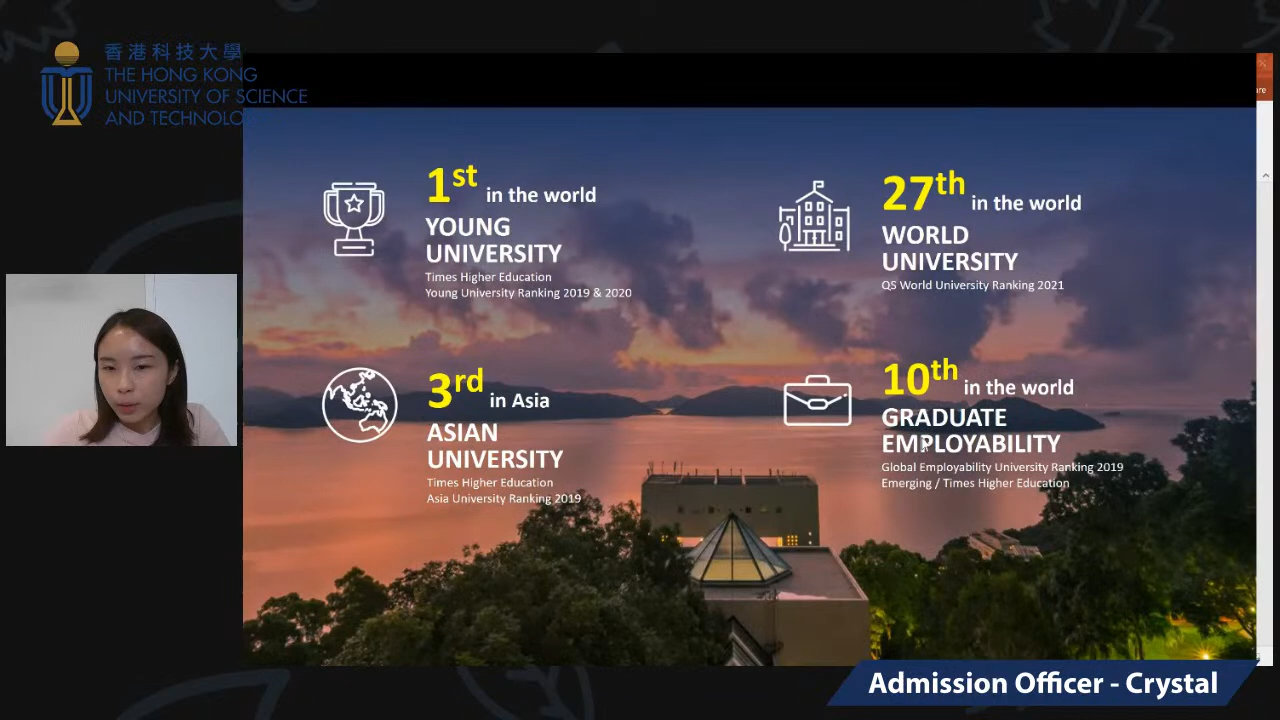 香港科技大學
THE HONG KONG
UNIVERSITY OF SCIENCE
AND TECHNOLO
1st in the world
YOUNG
UNIVERSITY
Times Higher Education
Young University Ranking 2019 & 2020
27th in the world
WORLD
UNIVERSITY
QS World University Ranking 2021
3rd in Asia
ASIAN
UNIVERSITY
Times Higher Education
Asia University Ranking 2019
10th in the world
GRADUATE
EMPLOYABILITY
Global Employability University Ranking 2019
Emerging / Times Higher Education
Admission Officer - Crystal